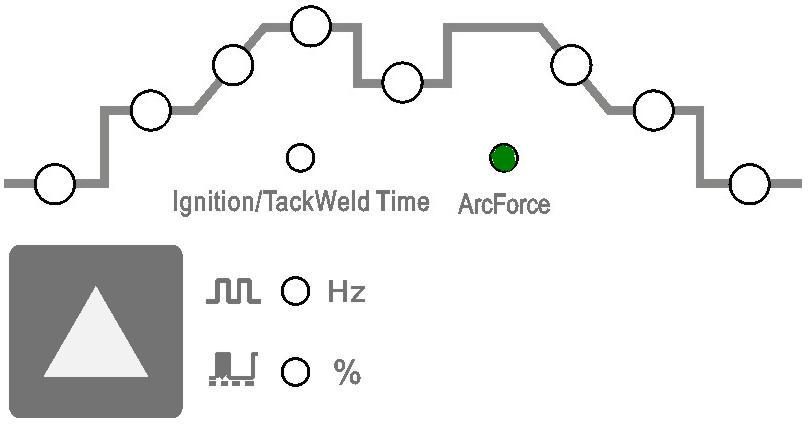 Ignition/TackWeld Time
ArcForce
Hz
%